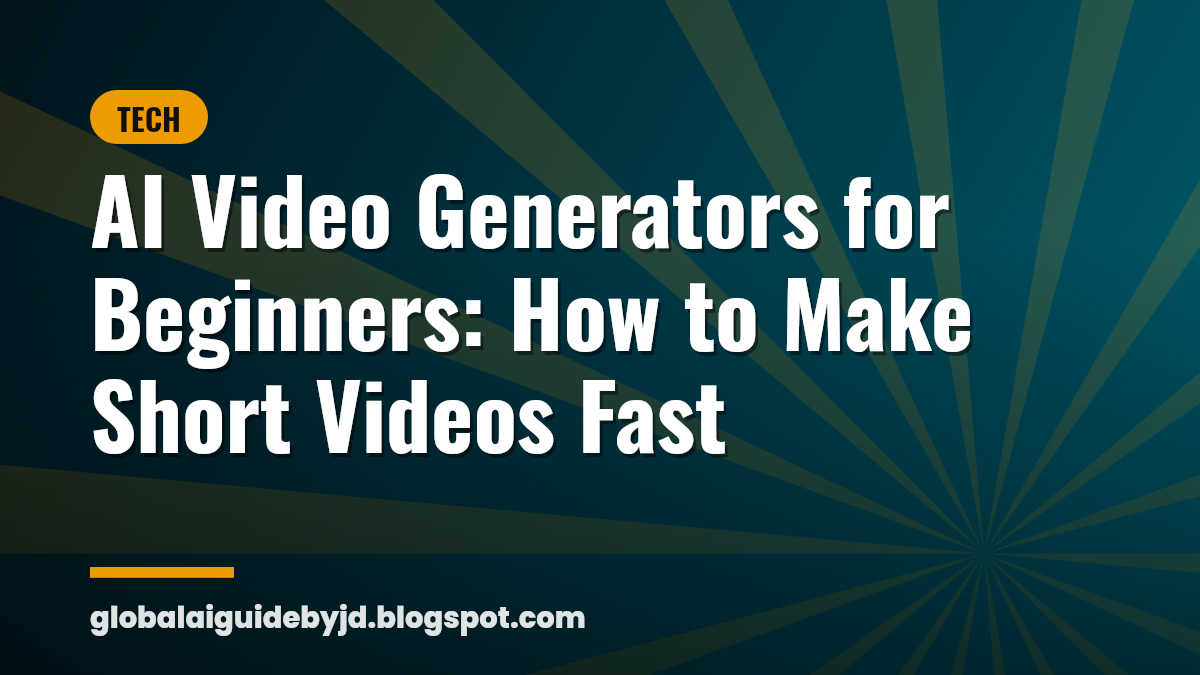 TECH
AI Video Generators for
Beginners: How to Make
Short Videos Fast
globalaiguidebyjd.blogspot.com